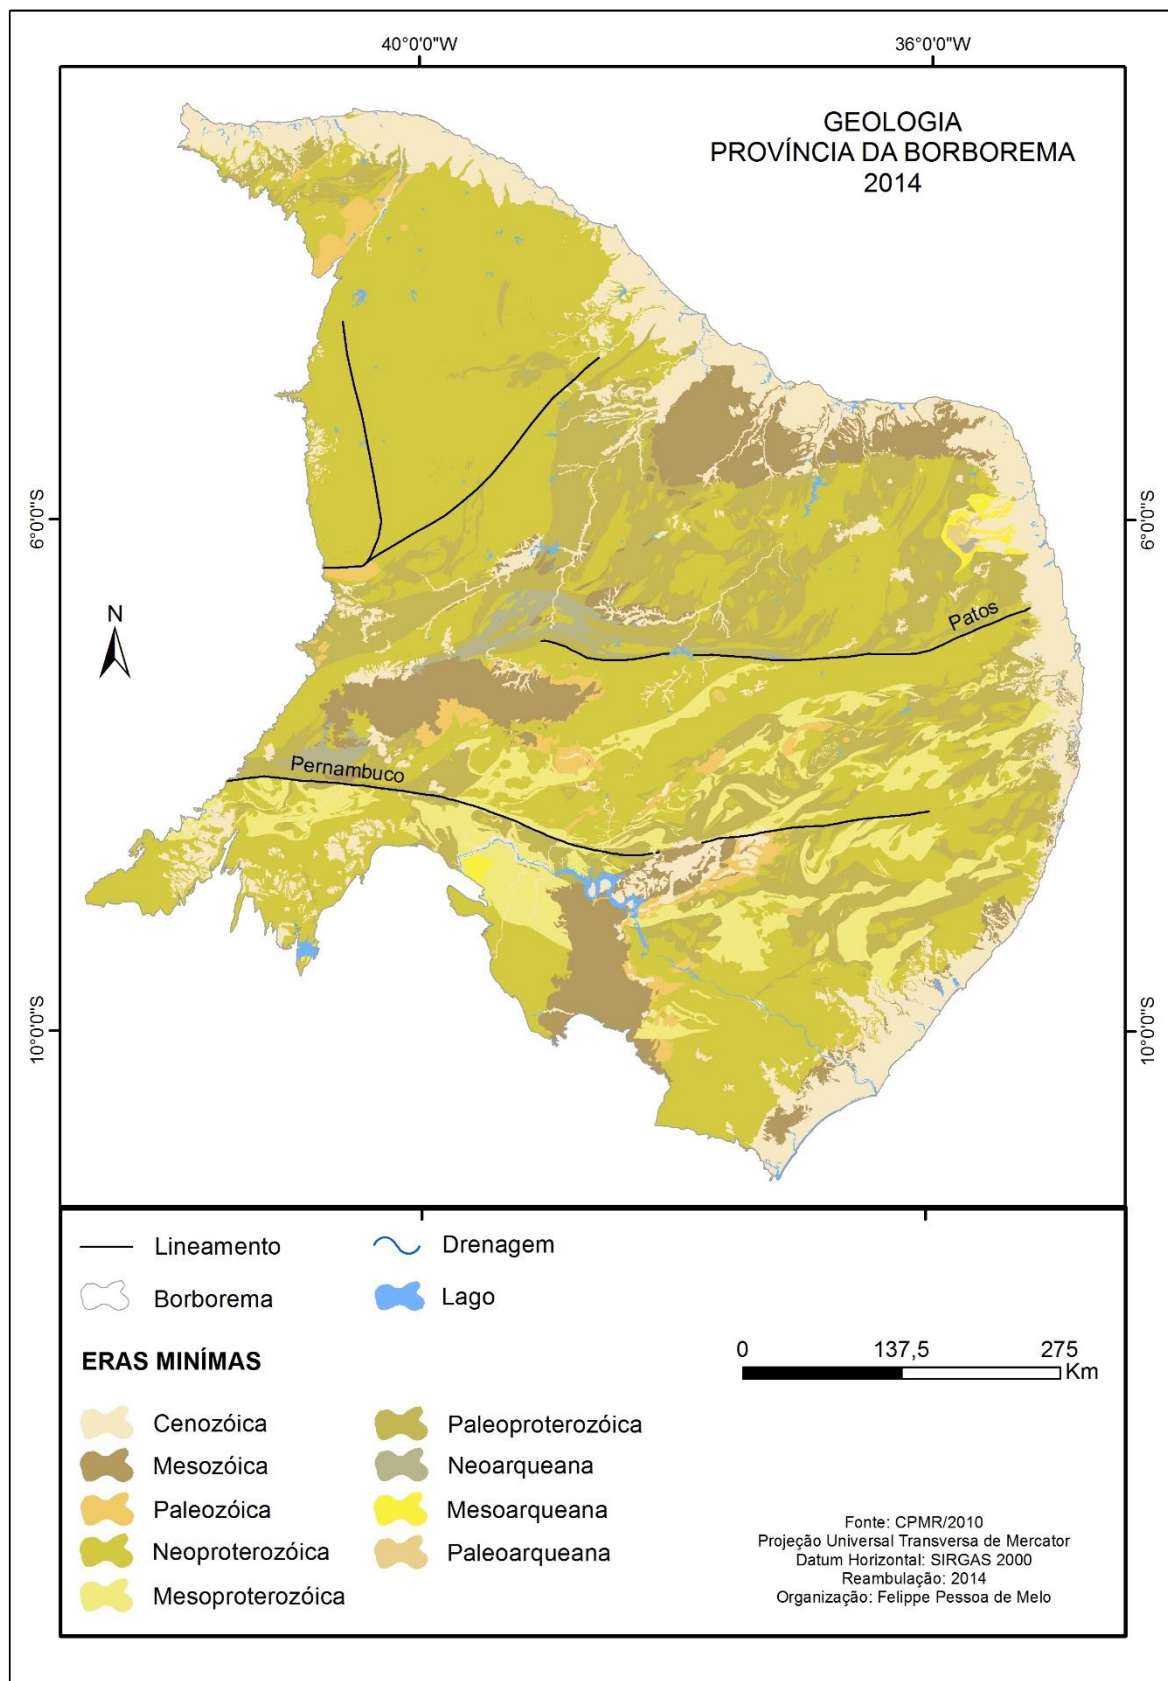 40°0'0"W
36°0'0"W
GEOLOGIA
PROVÍNCIA DA BORBOREMA
2014
6°0'0"S
6°0'0"S
Patos
N
Pernambuco
10°0'0"S
10°0'0"S
Lineamento
Drenagem
Borborema
Lago
ERAS MINÍMAS
0 137,5 275
Km
Cenozóica
Paleoproterozóica
Mesozóica
Neoarqueana
Paleozóica
Mesoarqueana
Neoproterozóica
Paleoarqueana
Mesoproterozóica
Fonte: CPMR/2010
Projeção Universal Transversa de Mercator
Datum Horizontal: SIRGAS 2000
Reambulação: 2014
Organização: Felippe Pessoa de Melo